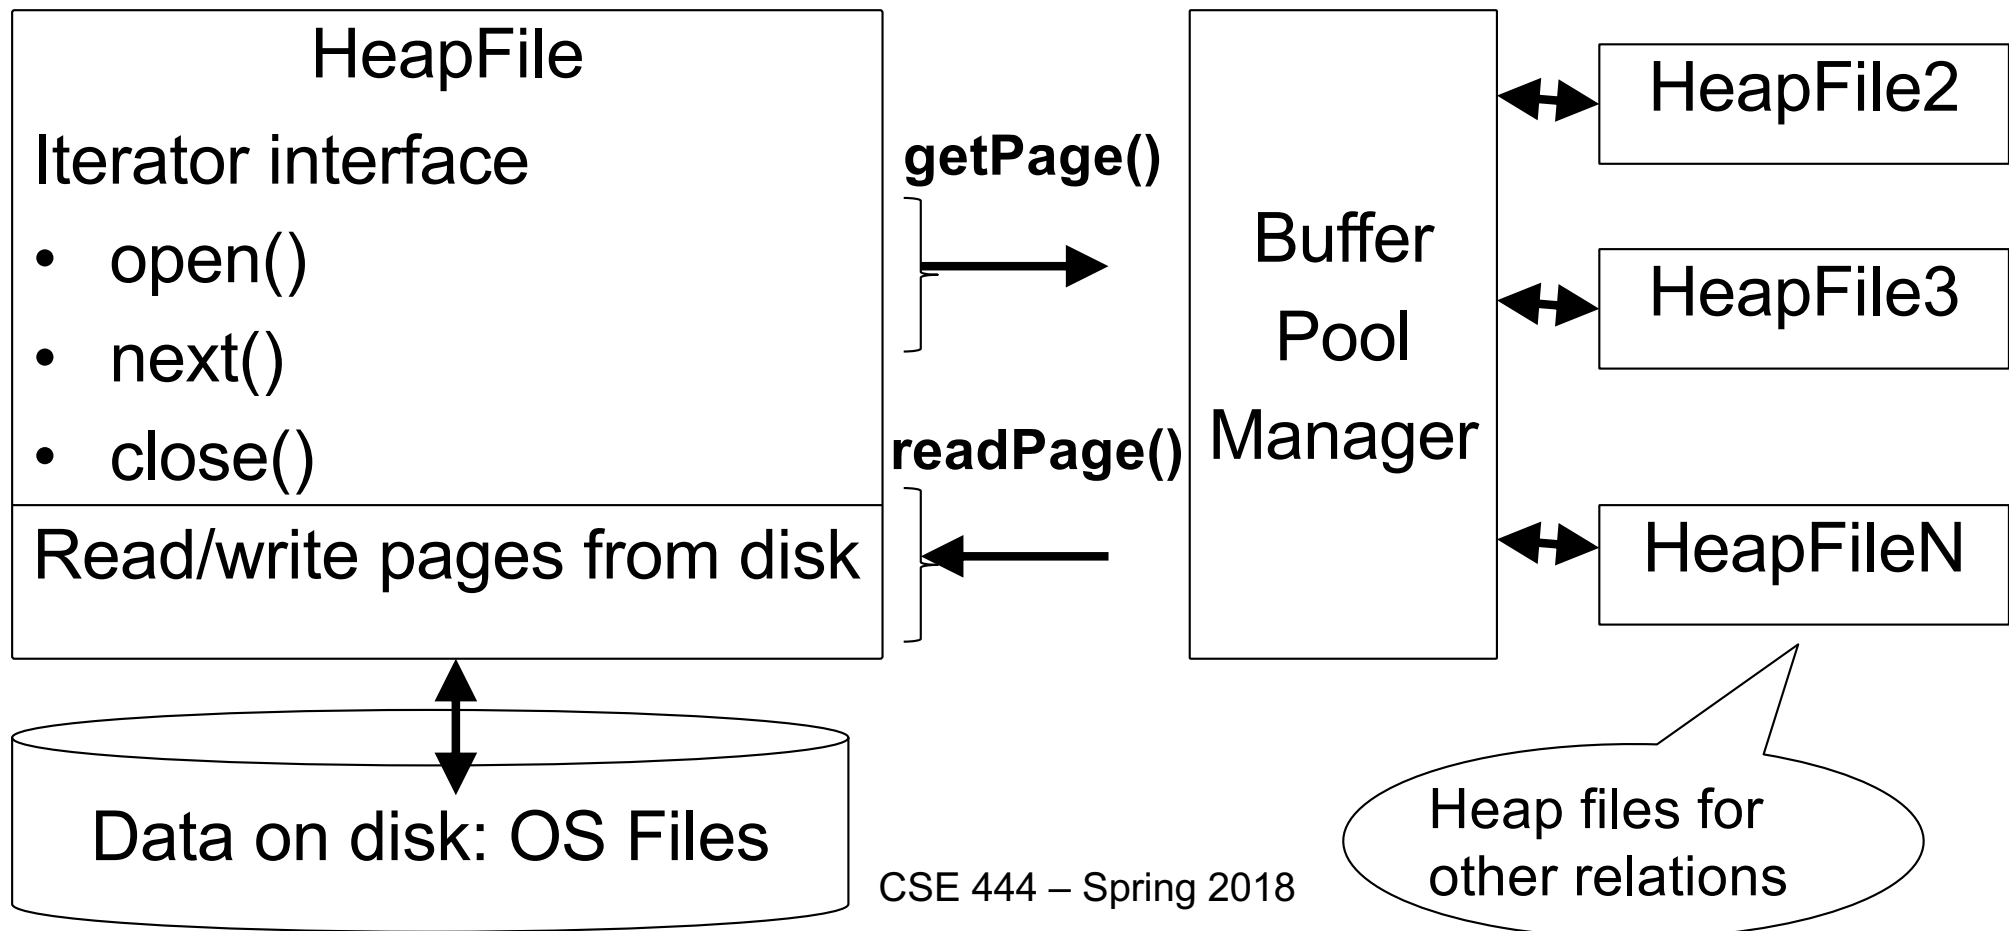 HeapFile
Iterator interface
• open()
• next()
• close()
Read/write pages from disk
getPage()
readPage()
Buffer
Pool
Manager
HeapFile2
HeapFile3
HeapFileN
Data on disk: OS Files
Heap files for
other relations
CSE 444 – Spring 2018